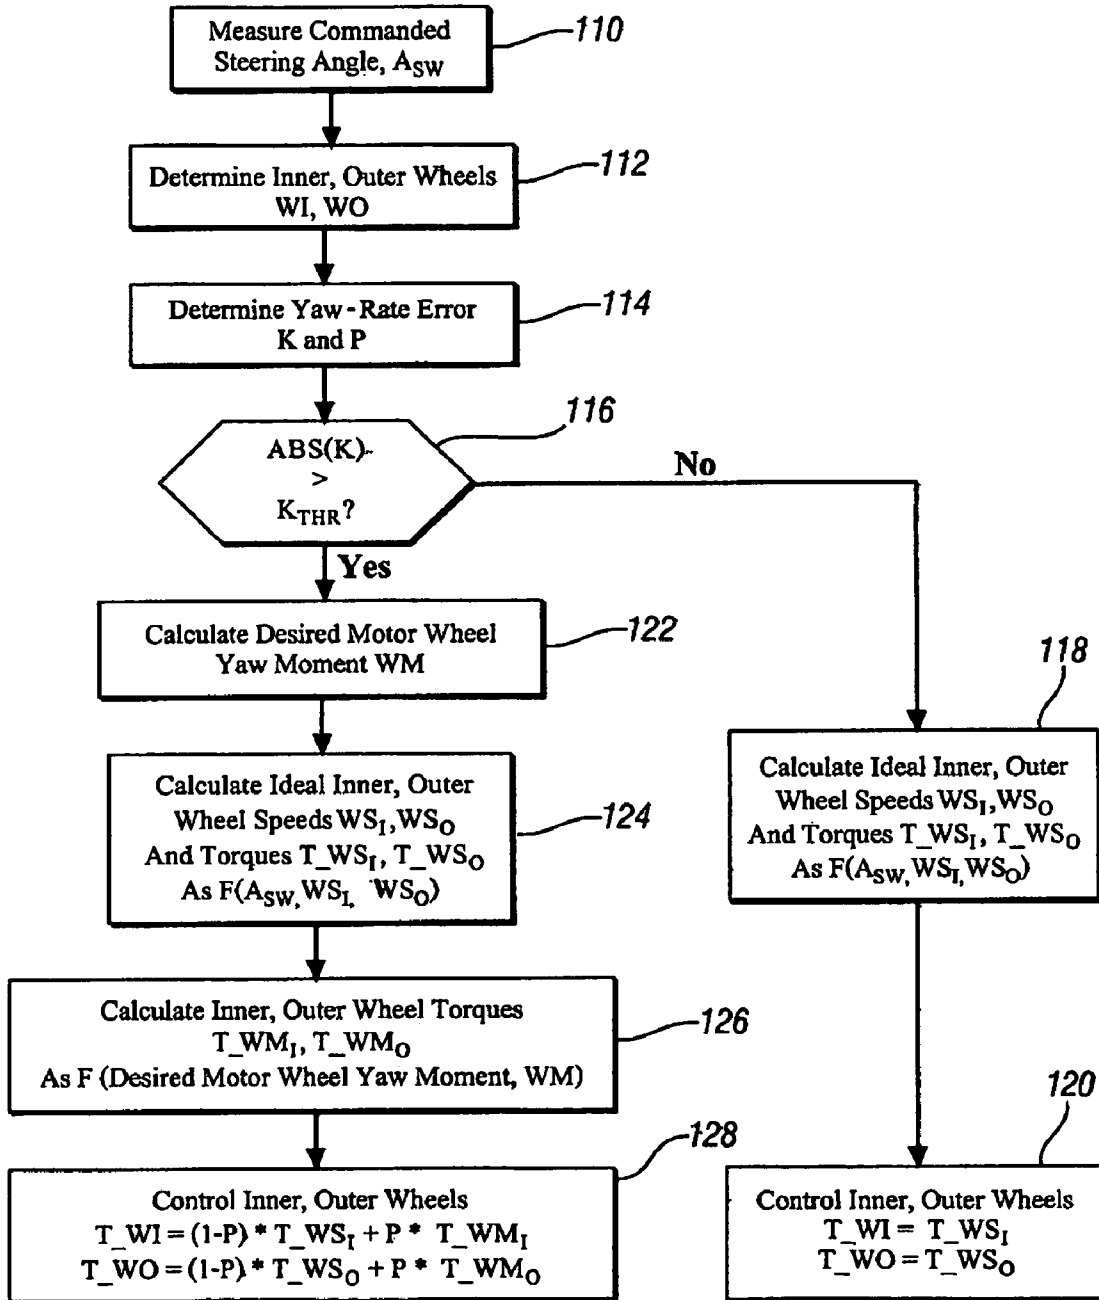 Measure Commanded
Steering Angle, ASW
110
Determine Inner, Outer Wheels
WI, WO
112
Determine Yaw-Rate Error
K and P
114
ABS(K)
>
KTHR?
116
No
Yes
Calculate Desired Motor Wheel
Yaw Moment WM
122
118
Calculate Ideal Inner, Outer
Wheel Speeds WSI, WSO
And Torques T_WSI, T_WSO
As F(ASW, WSI, WSO)
124
Calculate Ideal Inner, Outer
Wheel Speeds WSI, WSO
And Torques T_WSI, T_WSO
As F(ASW, WSI, WSO)
Calculate Inner, Outer Wheel Torques
T_WMI, T_WMO
As F (Desired Motor Wheel Yaw Moment, WM)
126
120
128
Control Inner, Outer Wheels
T_WI = (1-P) * T_WSI + P * T_WMI
T_WO = (1-P) * T_WSO + P * T_WMO
Control Inner, Outer Wheels
T_WI = T_WSI
T_WO = T_WSO